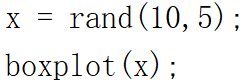 x = rand(10,5);
boxplot(x);